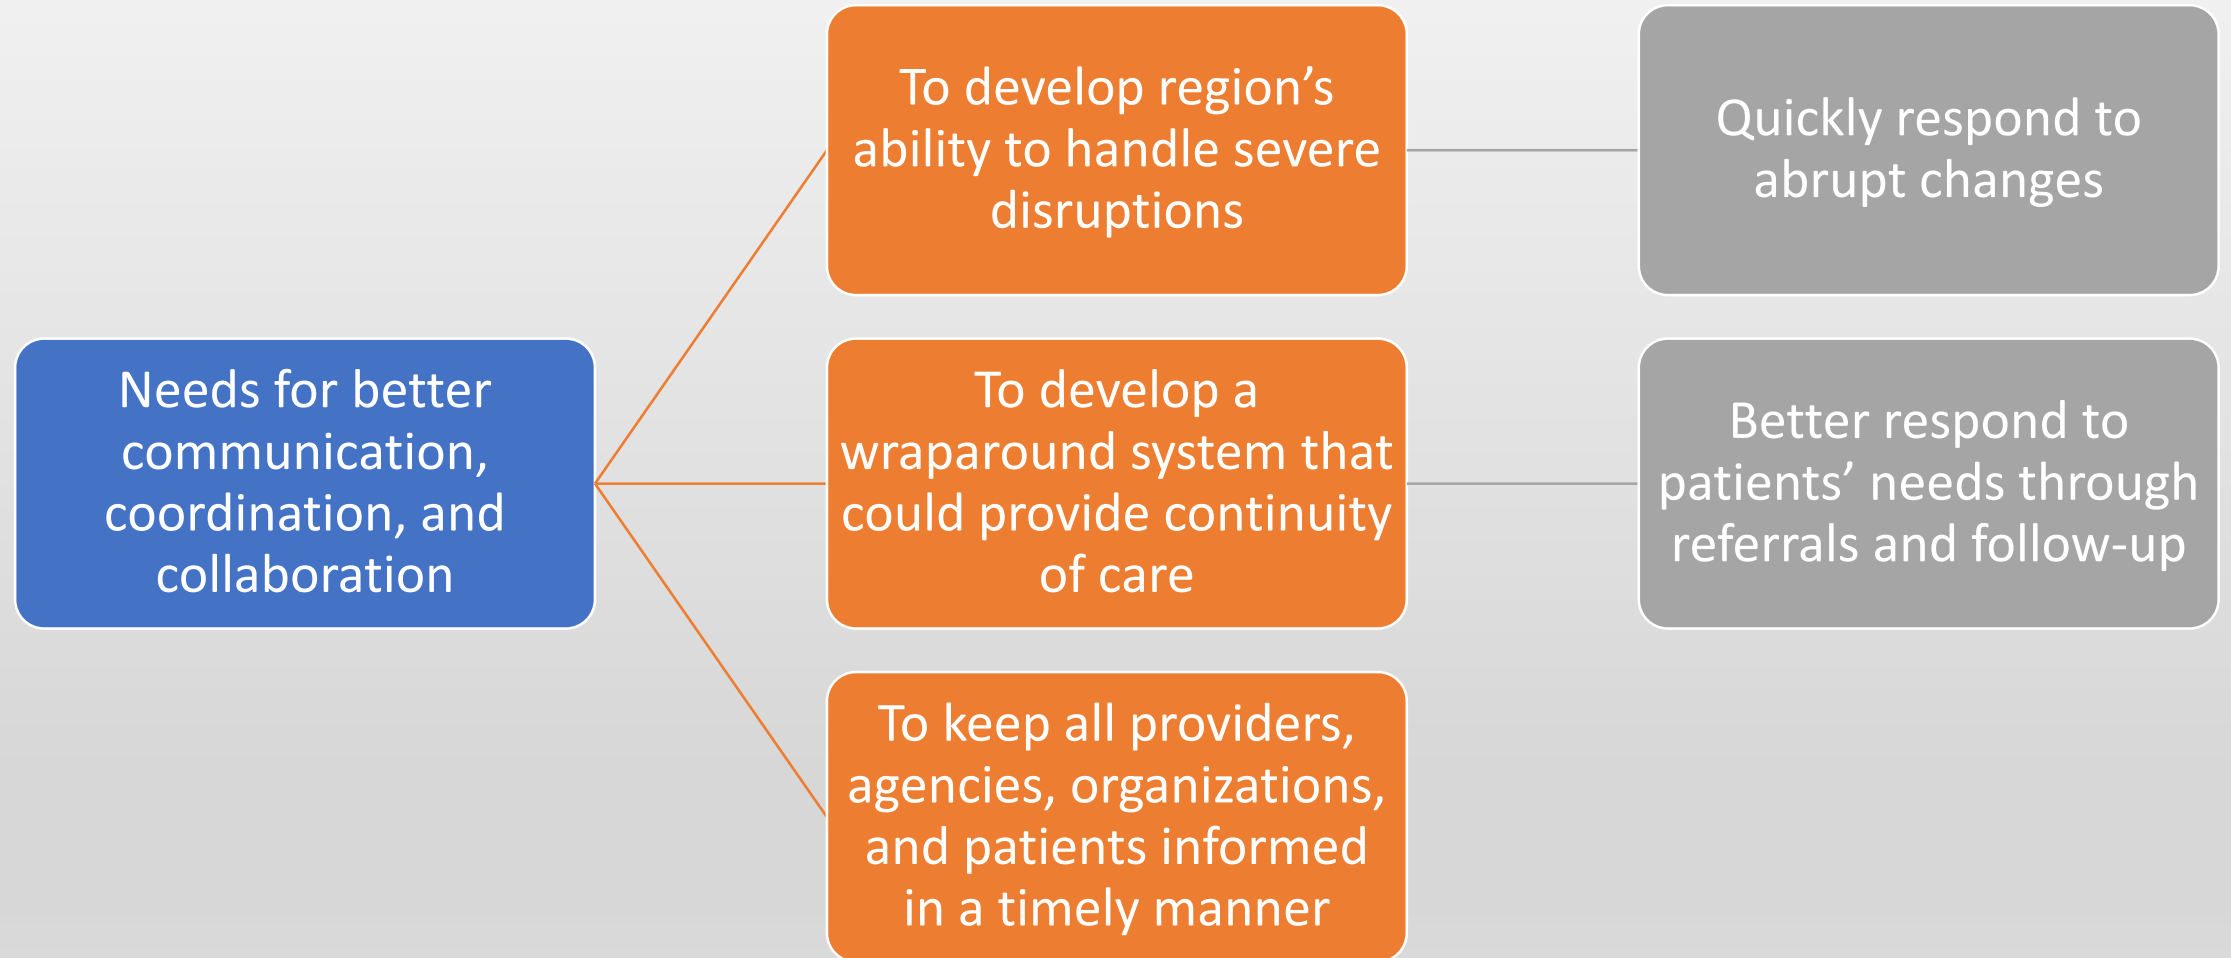 Needs for better
communication,
coordination, and
collaboration
To develop region’s
ability to handle severe
disruptions
Quickly respond to
abrupt changes
To develop a
wraparound system that
could provide continuity
of care
Better respond to
patients’ needs through
referrals and follow-up
To keep all providers,
agencies, organizations,
and patients informed
in a timely manner